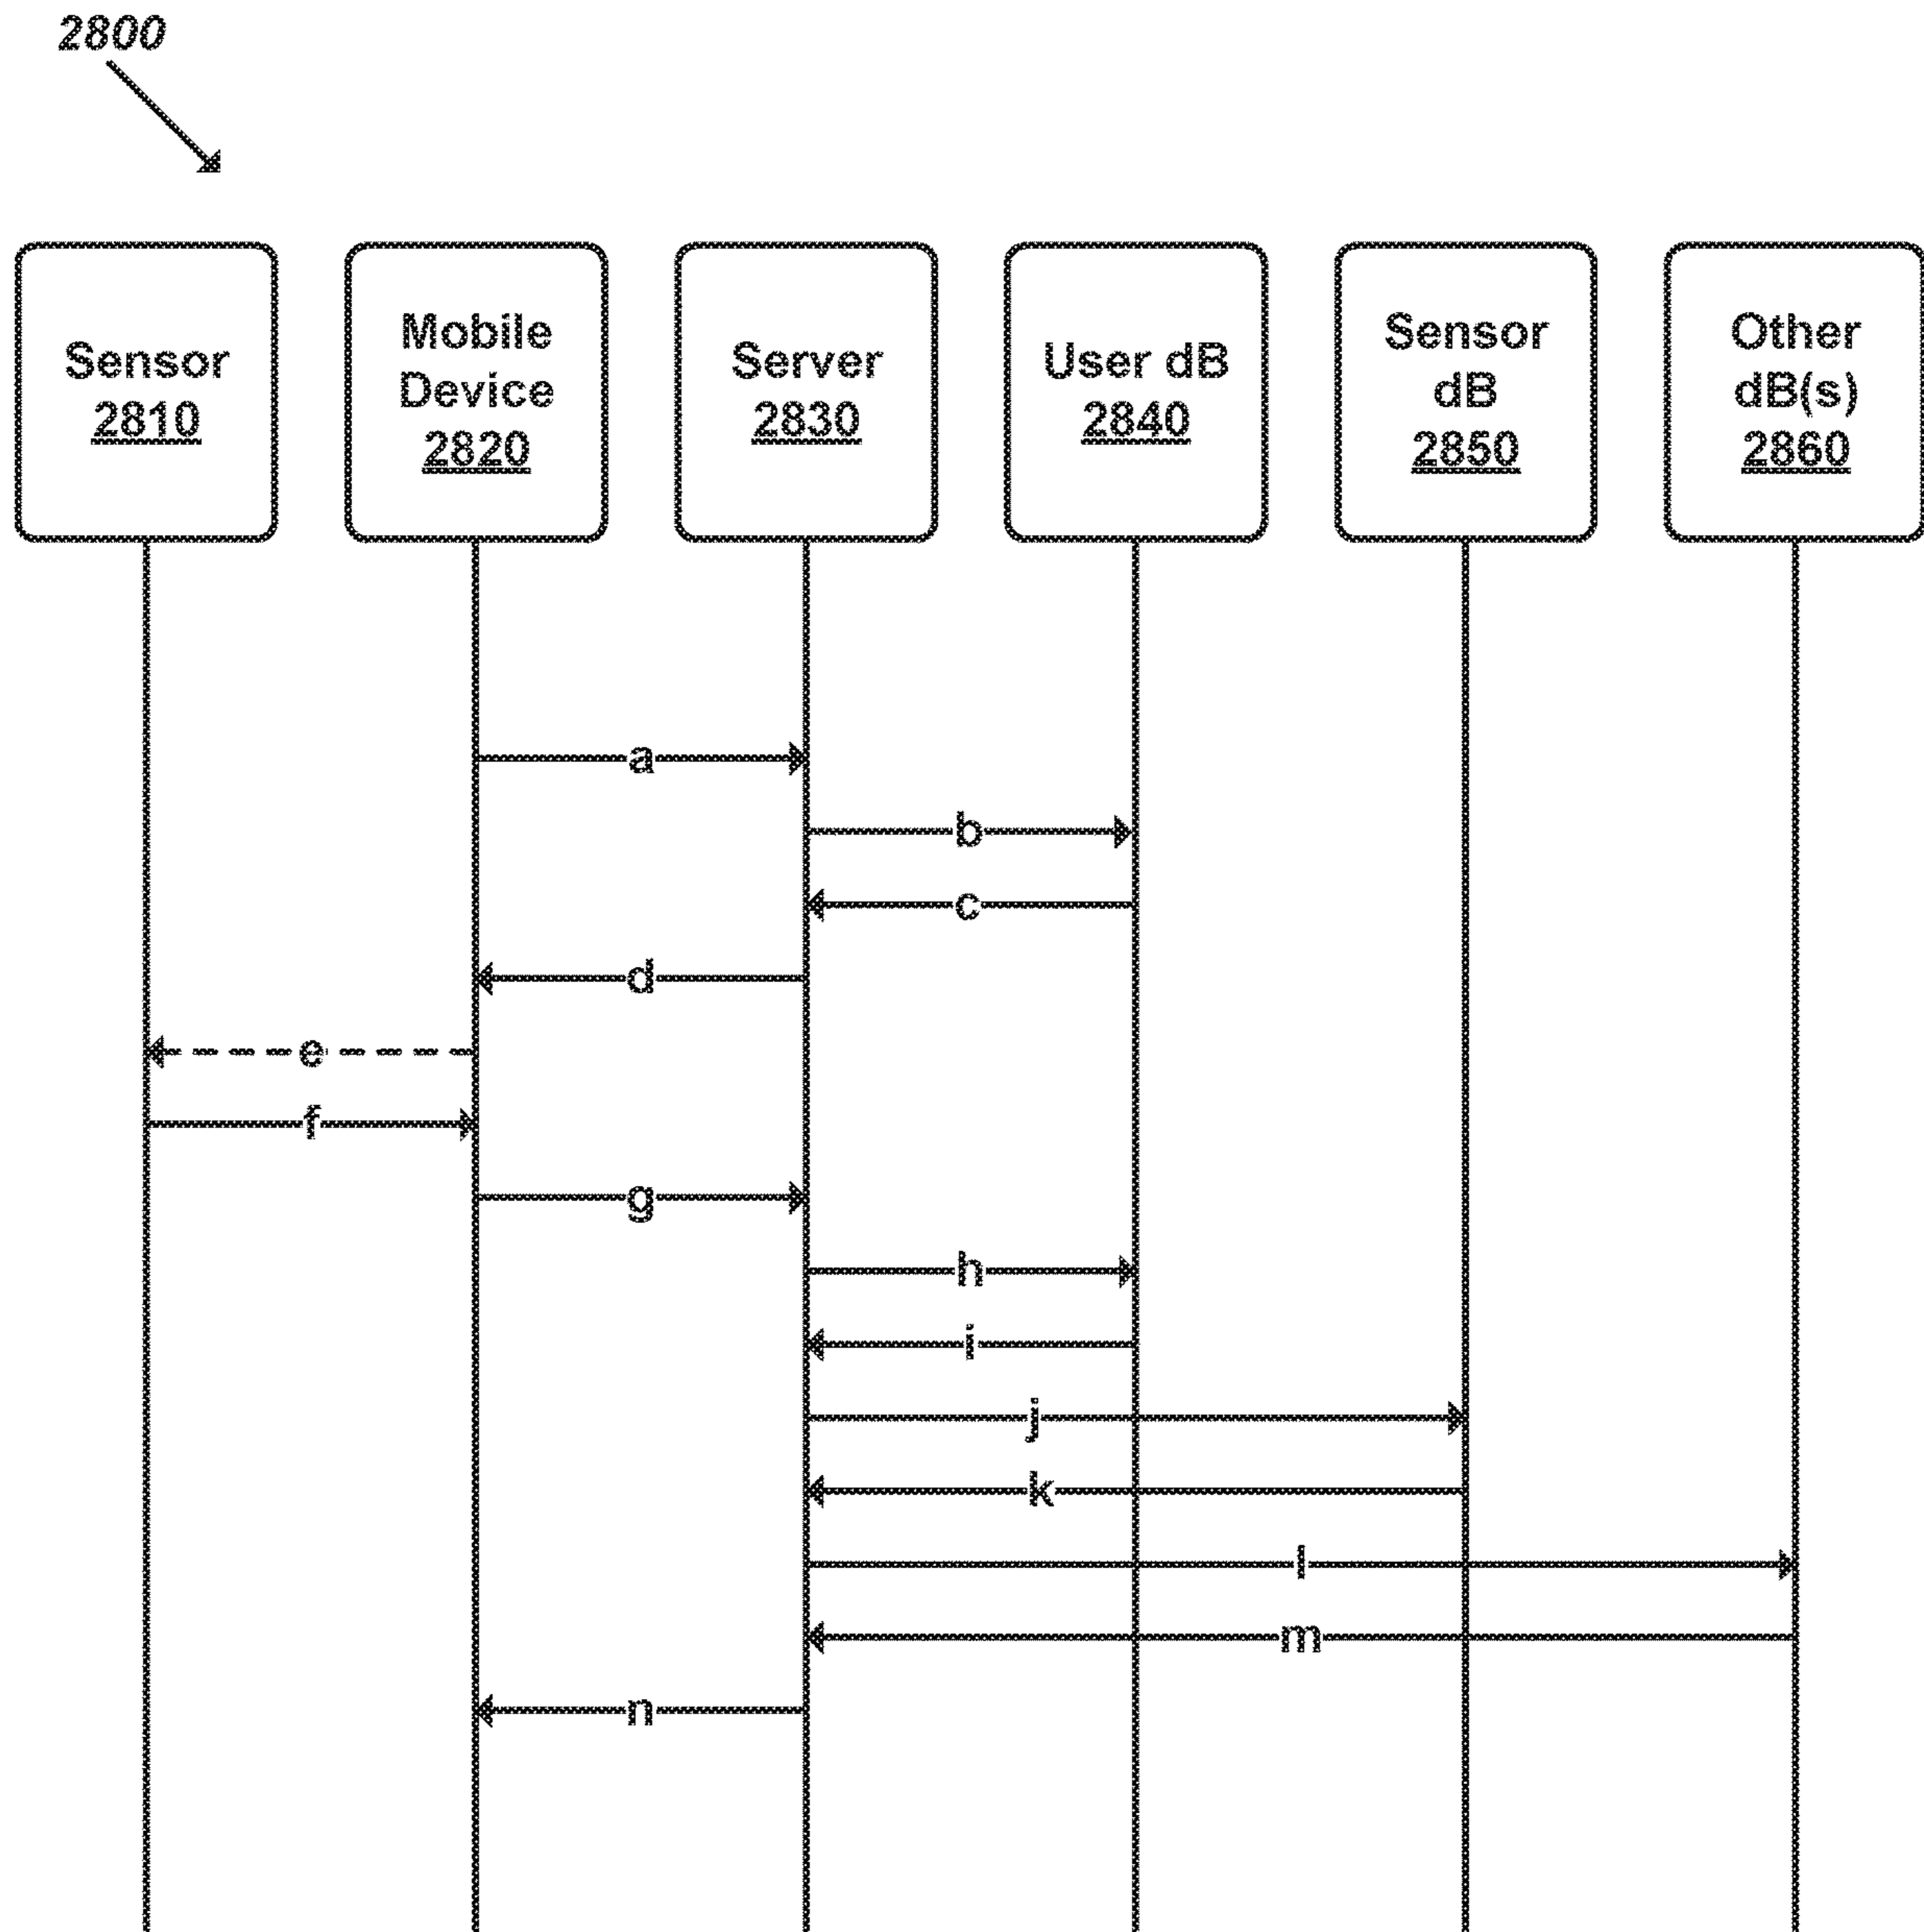 2800
Sensor
2810
Mobile
Device
2820
Server
2830
User dB
2840
Sensor
dB
2850
Other
dB(s)
2860
a
b
c
d
e
f
g
h
i
j
k
l
m
n